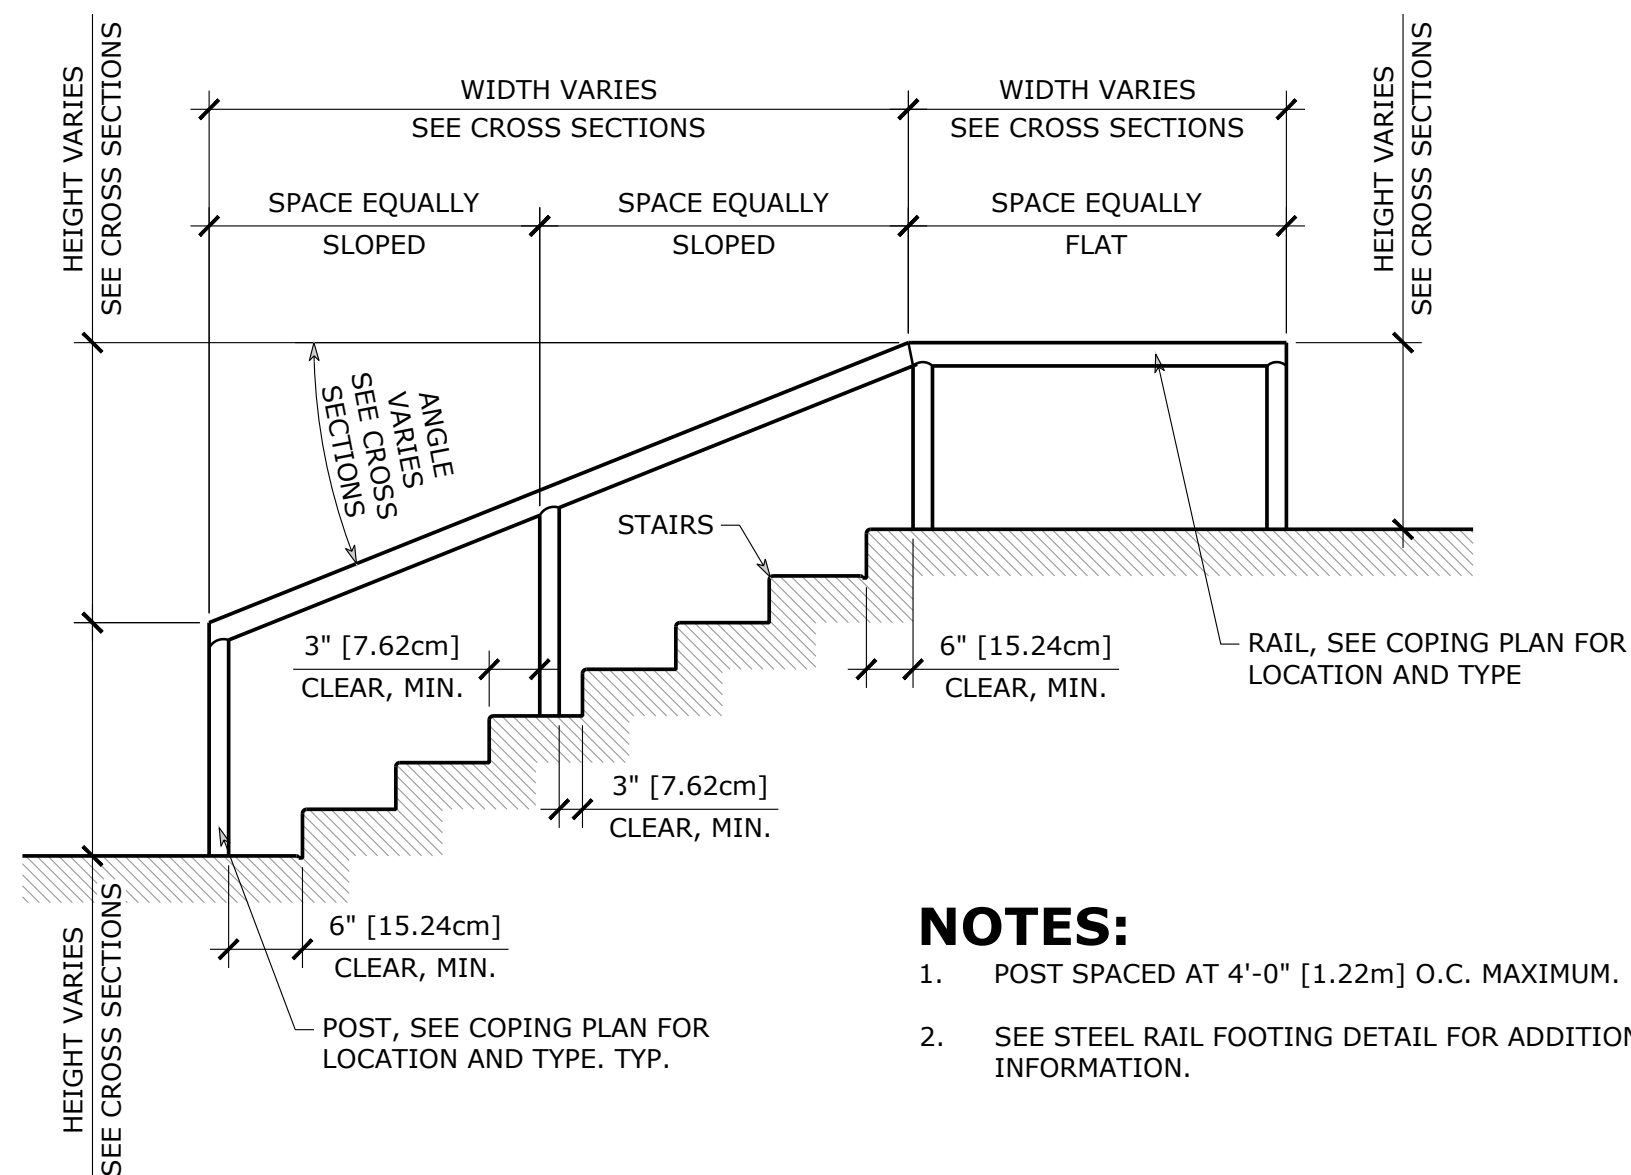 HEIGHT VARIES
SEE CROSS SECTIONS
WIDTH VARIES
SEE CROSS SECTIONS
WIDTH VARIES
SEE CROSS SECTIONS
HEIGHT VARIES
SEE CROSS SECTIONS
SPACE EQUALLY
SLOPED
SPACE EQUALLY
SLOPED
SPACE EQUALLY
FLAT
ANGLE
VARIES
SEE CROSS
SECTIONS
STAIRS
3" [7.62cm]
CLEAR, MIN.
6" [15.24cm]
CLEAR, MIN.
RAIL, SEE COPING PLAN FOR
LOCATION AND TYPE
3" [7.62cm]
CLEAR, MIN.
6" [15.24cm]
CLEAR, MIN.
HEIGHT VARIES
SEE CROSS SECTIONS
POST, SEE COPING PLAN FOR
LOCATION AND TYPE. TYP.
NOTES:
1. POST SPACED AT 4'-0" [1.22m] O.C. MAXIMUM.
2. SEE STEEL RAIL FOOTING DETAIL FOR ADDITION
INFORMATION.